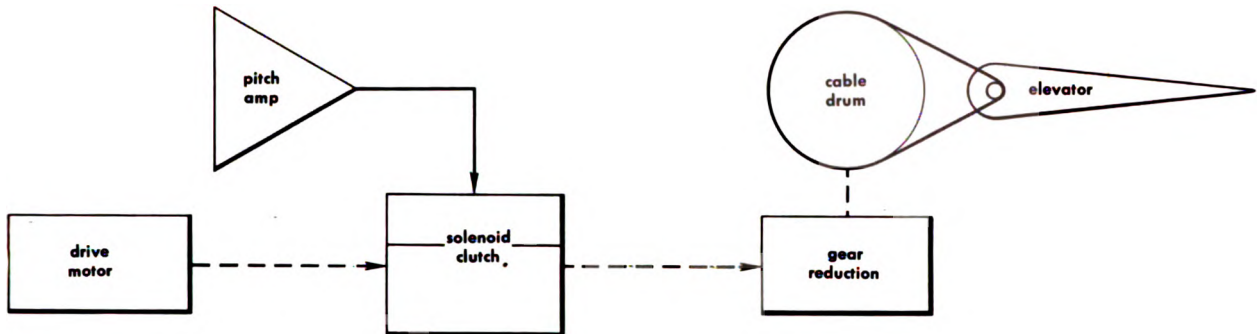 pitch
amp
cable
drum
elevator
drive
motor
solenoid
clutch
gear
reduction